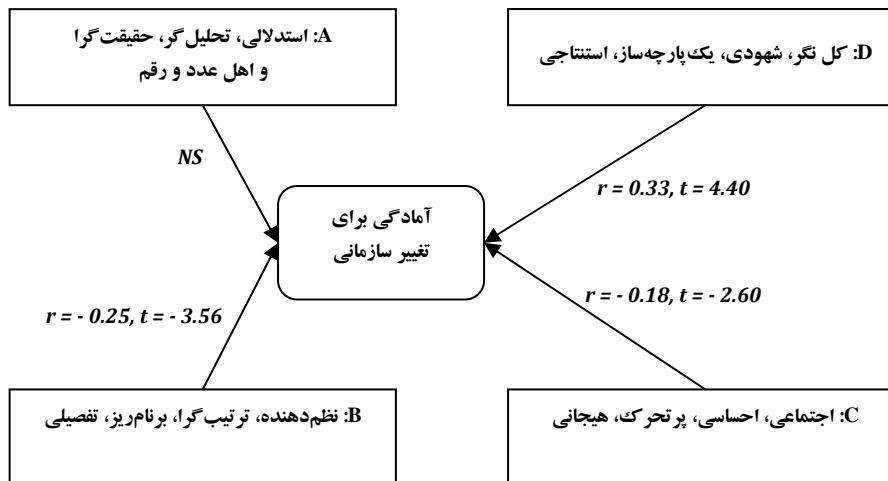 A: استدلالی، تحلیل‌گر، حقیقت‌گرا
و اهل عدد و رقم
D: کل نگر، شهودی، یک‌پارچه‌ساز، استنتاجی
NS
r = 0.33, t = 4.40
آمادگی برای
تغییر سازمانی
r = - 0.25, t = - 3.56
r = - 0.18, t = - 2.60
B: نظم‌دهنده، ترتیب‌گرا، برنام‌ریز، تفصیلی
C: اجتماعی، احساسی، پرتحرک، هیجانی